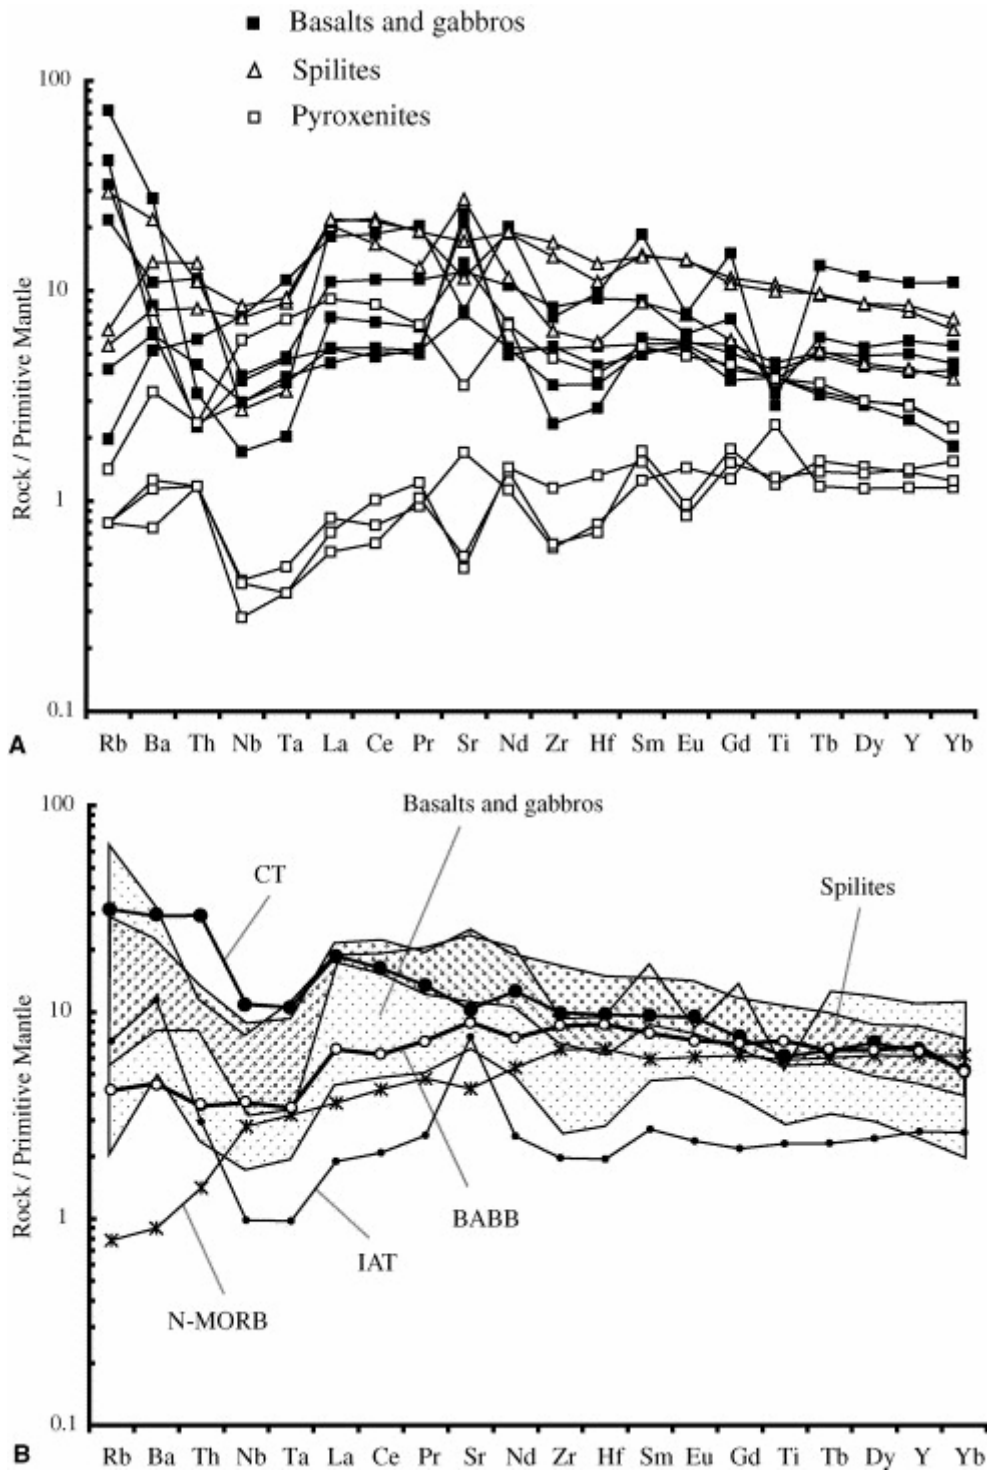 Basalts and gabbros
Spilites
Pyroxenites
100
10
1
0.1
Rock / Primitive Mantle
A
Rb Ba Th Nb Ta La Ce Pr Sr Nd Zr Hf Sm Eu Gd Ti Tb Dy Y Yb
100
10
1
0.1
Rock / Primitive Mantle
Basalts and gabbros
CT
Spilites
BABB
IAT
N-MORB
B
Rb Ba Th Nb Ta La Ce Pr Sr Nd Zr Hf Sm Eu Gd Ti Tb Dy Y Yb